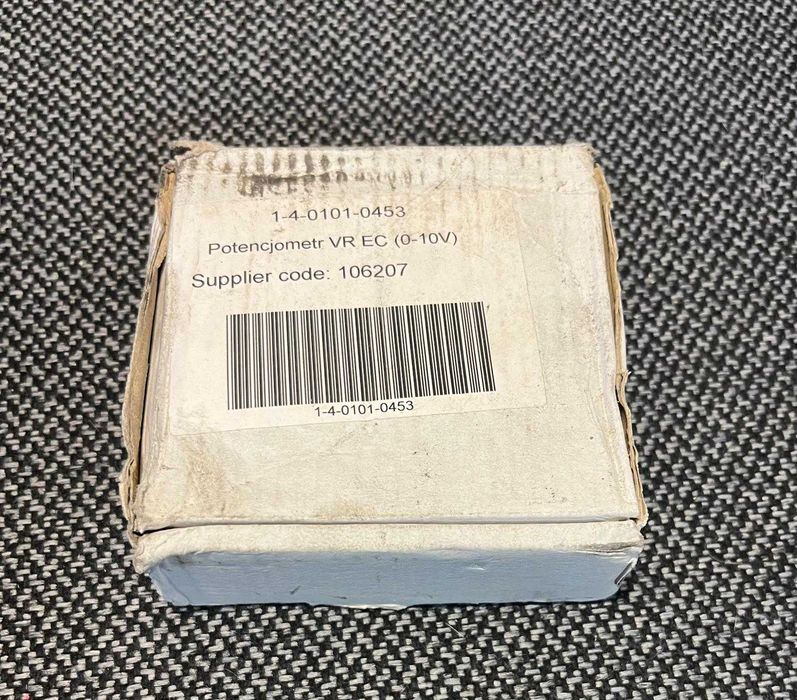 1-4-0101-0453
Potencjometr VR EC (0-10V)
Supplier code: 106207
1-4-0101-0453